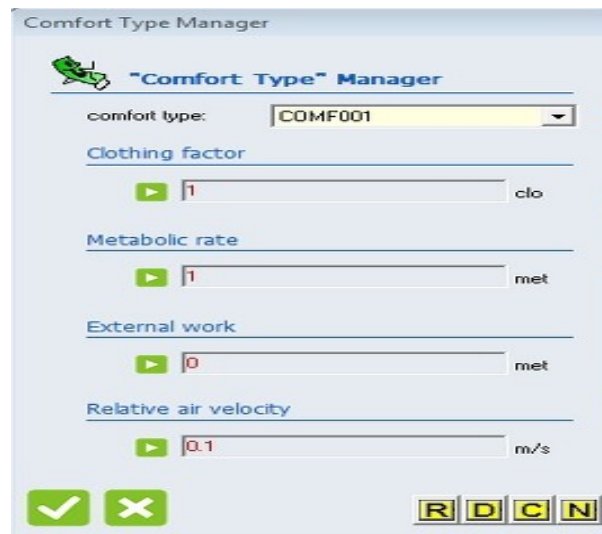 Comfort Type Manager
"Comfort Type" Manager
comfort type: COMF001
Clothing factor
1 clo
Metabolic rate
1 met
External work
0 met
Relative air velocity
0.1 m/s
R D C N